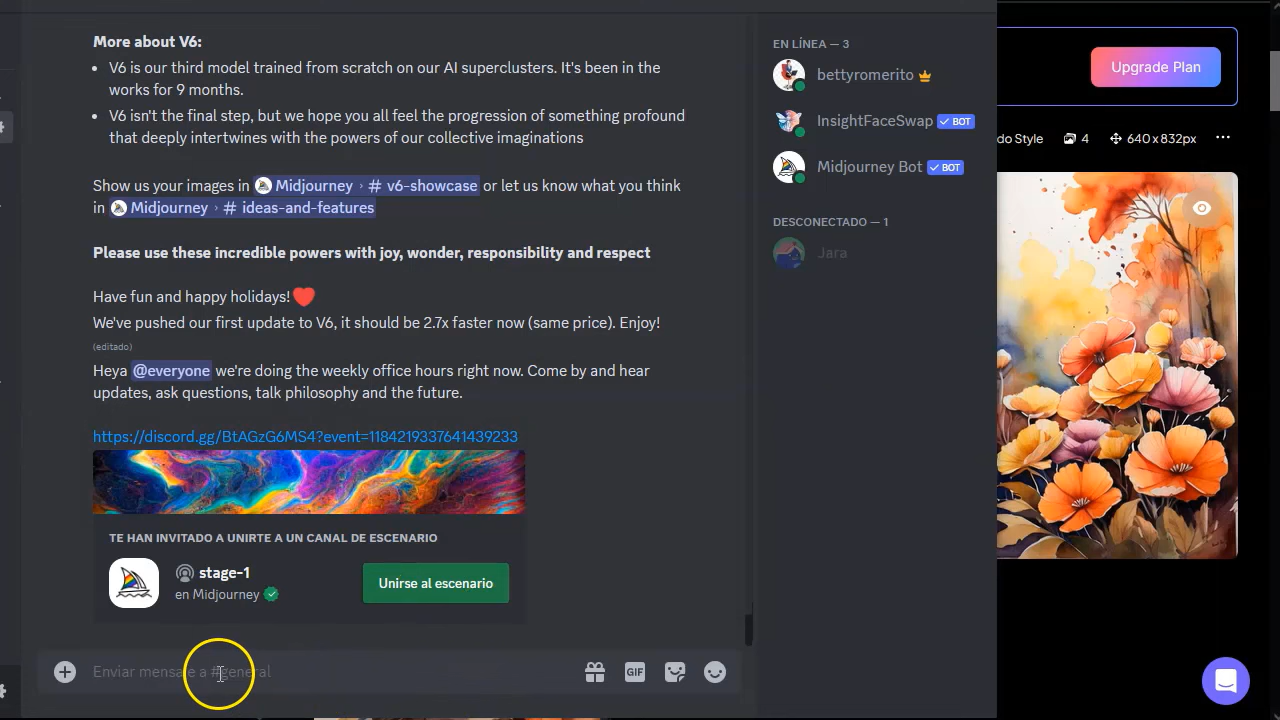 More about V6:
• V6 is our third model trained from scratch on our AI superclusters. It's been in the
works for 9 months.
• V6 isn't the final step, but we hope you all feel the progression of something profound
that deeply intertwines with the powers of our collective imaginations
Show us your images in Midjourney › # v6-showcase or let us know what you think
in Midjourney › # ideas-and-features
Please use these incredible powers with joy, wonder, responsibility and respect
Have fun and happy holidays!
We've pushed our first update to V6, it should be 2.7x faster now (same price). Enjoy!
(editado)
Heya @everyone we're doing the weekly office hours right now. Come by and hear
updates, ask questions, talk philosophy and the future.
https://discord.gg/BtAGzG6MS4?event=1184219337641439233
TE HAN INVITADO A UNIRTE A UN CANAL DE ESCENARIO
stage-1
en Midjourney
Unirse al escenario
Enviar mensaje a #general
GIF
EN LÍNEA — 3
bettyromerito
InsightFaceSwap ✓ BOT
Midjourney Bot ✓ BOT
DESCONECTADO — 1
Jara
Upgrade Plan
do Style 4 640 x 832px ...